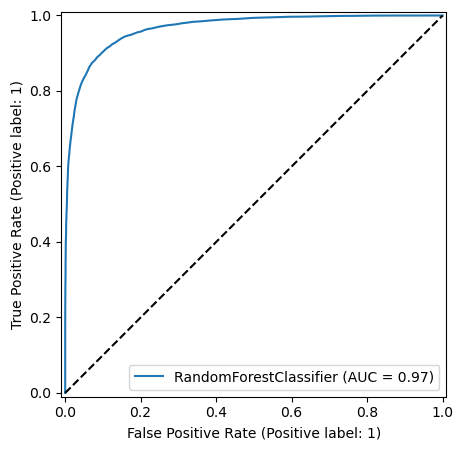 1.0
0.8
0.6
0.4
0.2
0.0
True Positive Rate (Positive label: 1)
RandomForestClassifier (AUC = 0.97)
0.0 0.2 0.4 0.6 0.8 1.0
False Positive Rate (Positive label: 1)